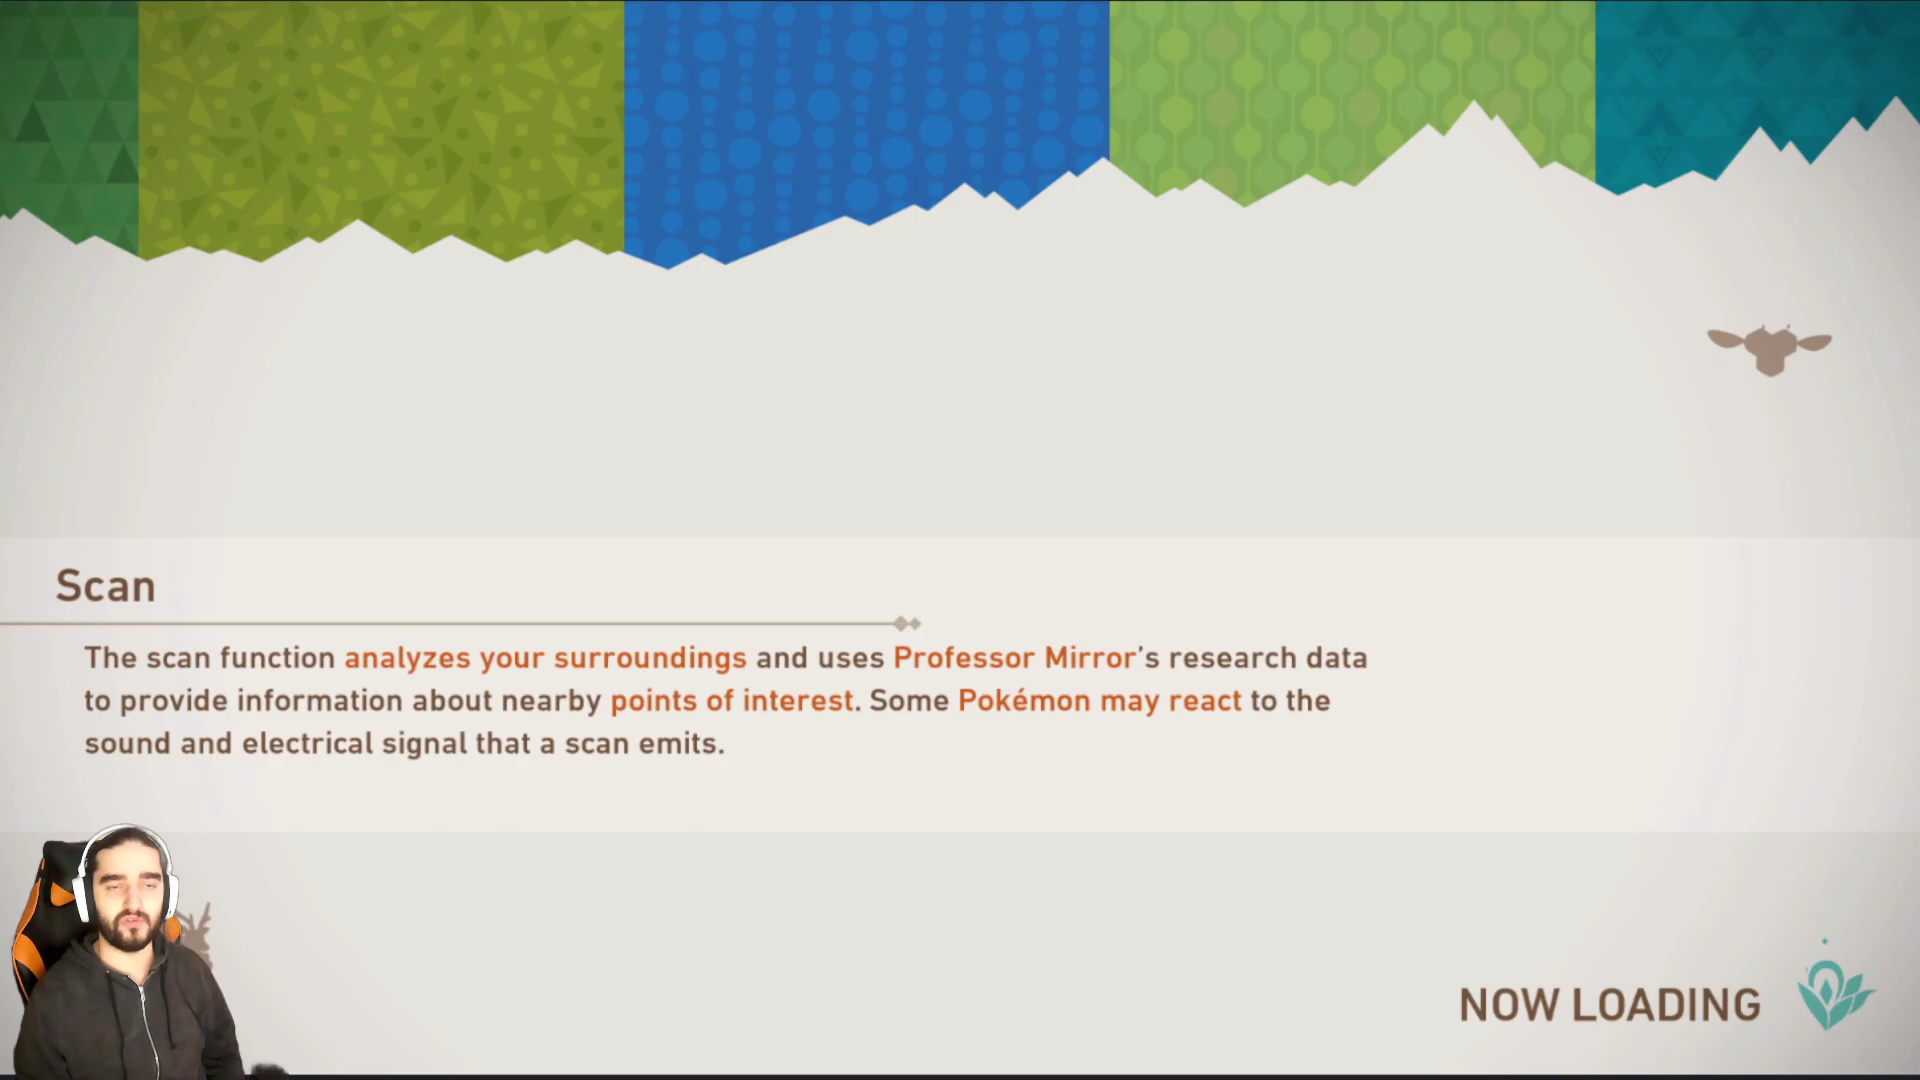 Scan
The scan function analyzes your surroundings and uses Professor Mirror's research data
to provide information about nearby points of interest. Some Pokémon may react to the
sound and electrical signal that a scan emits.
NOW LOADING